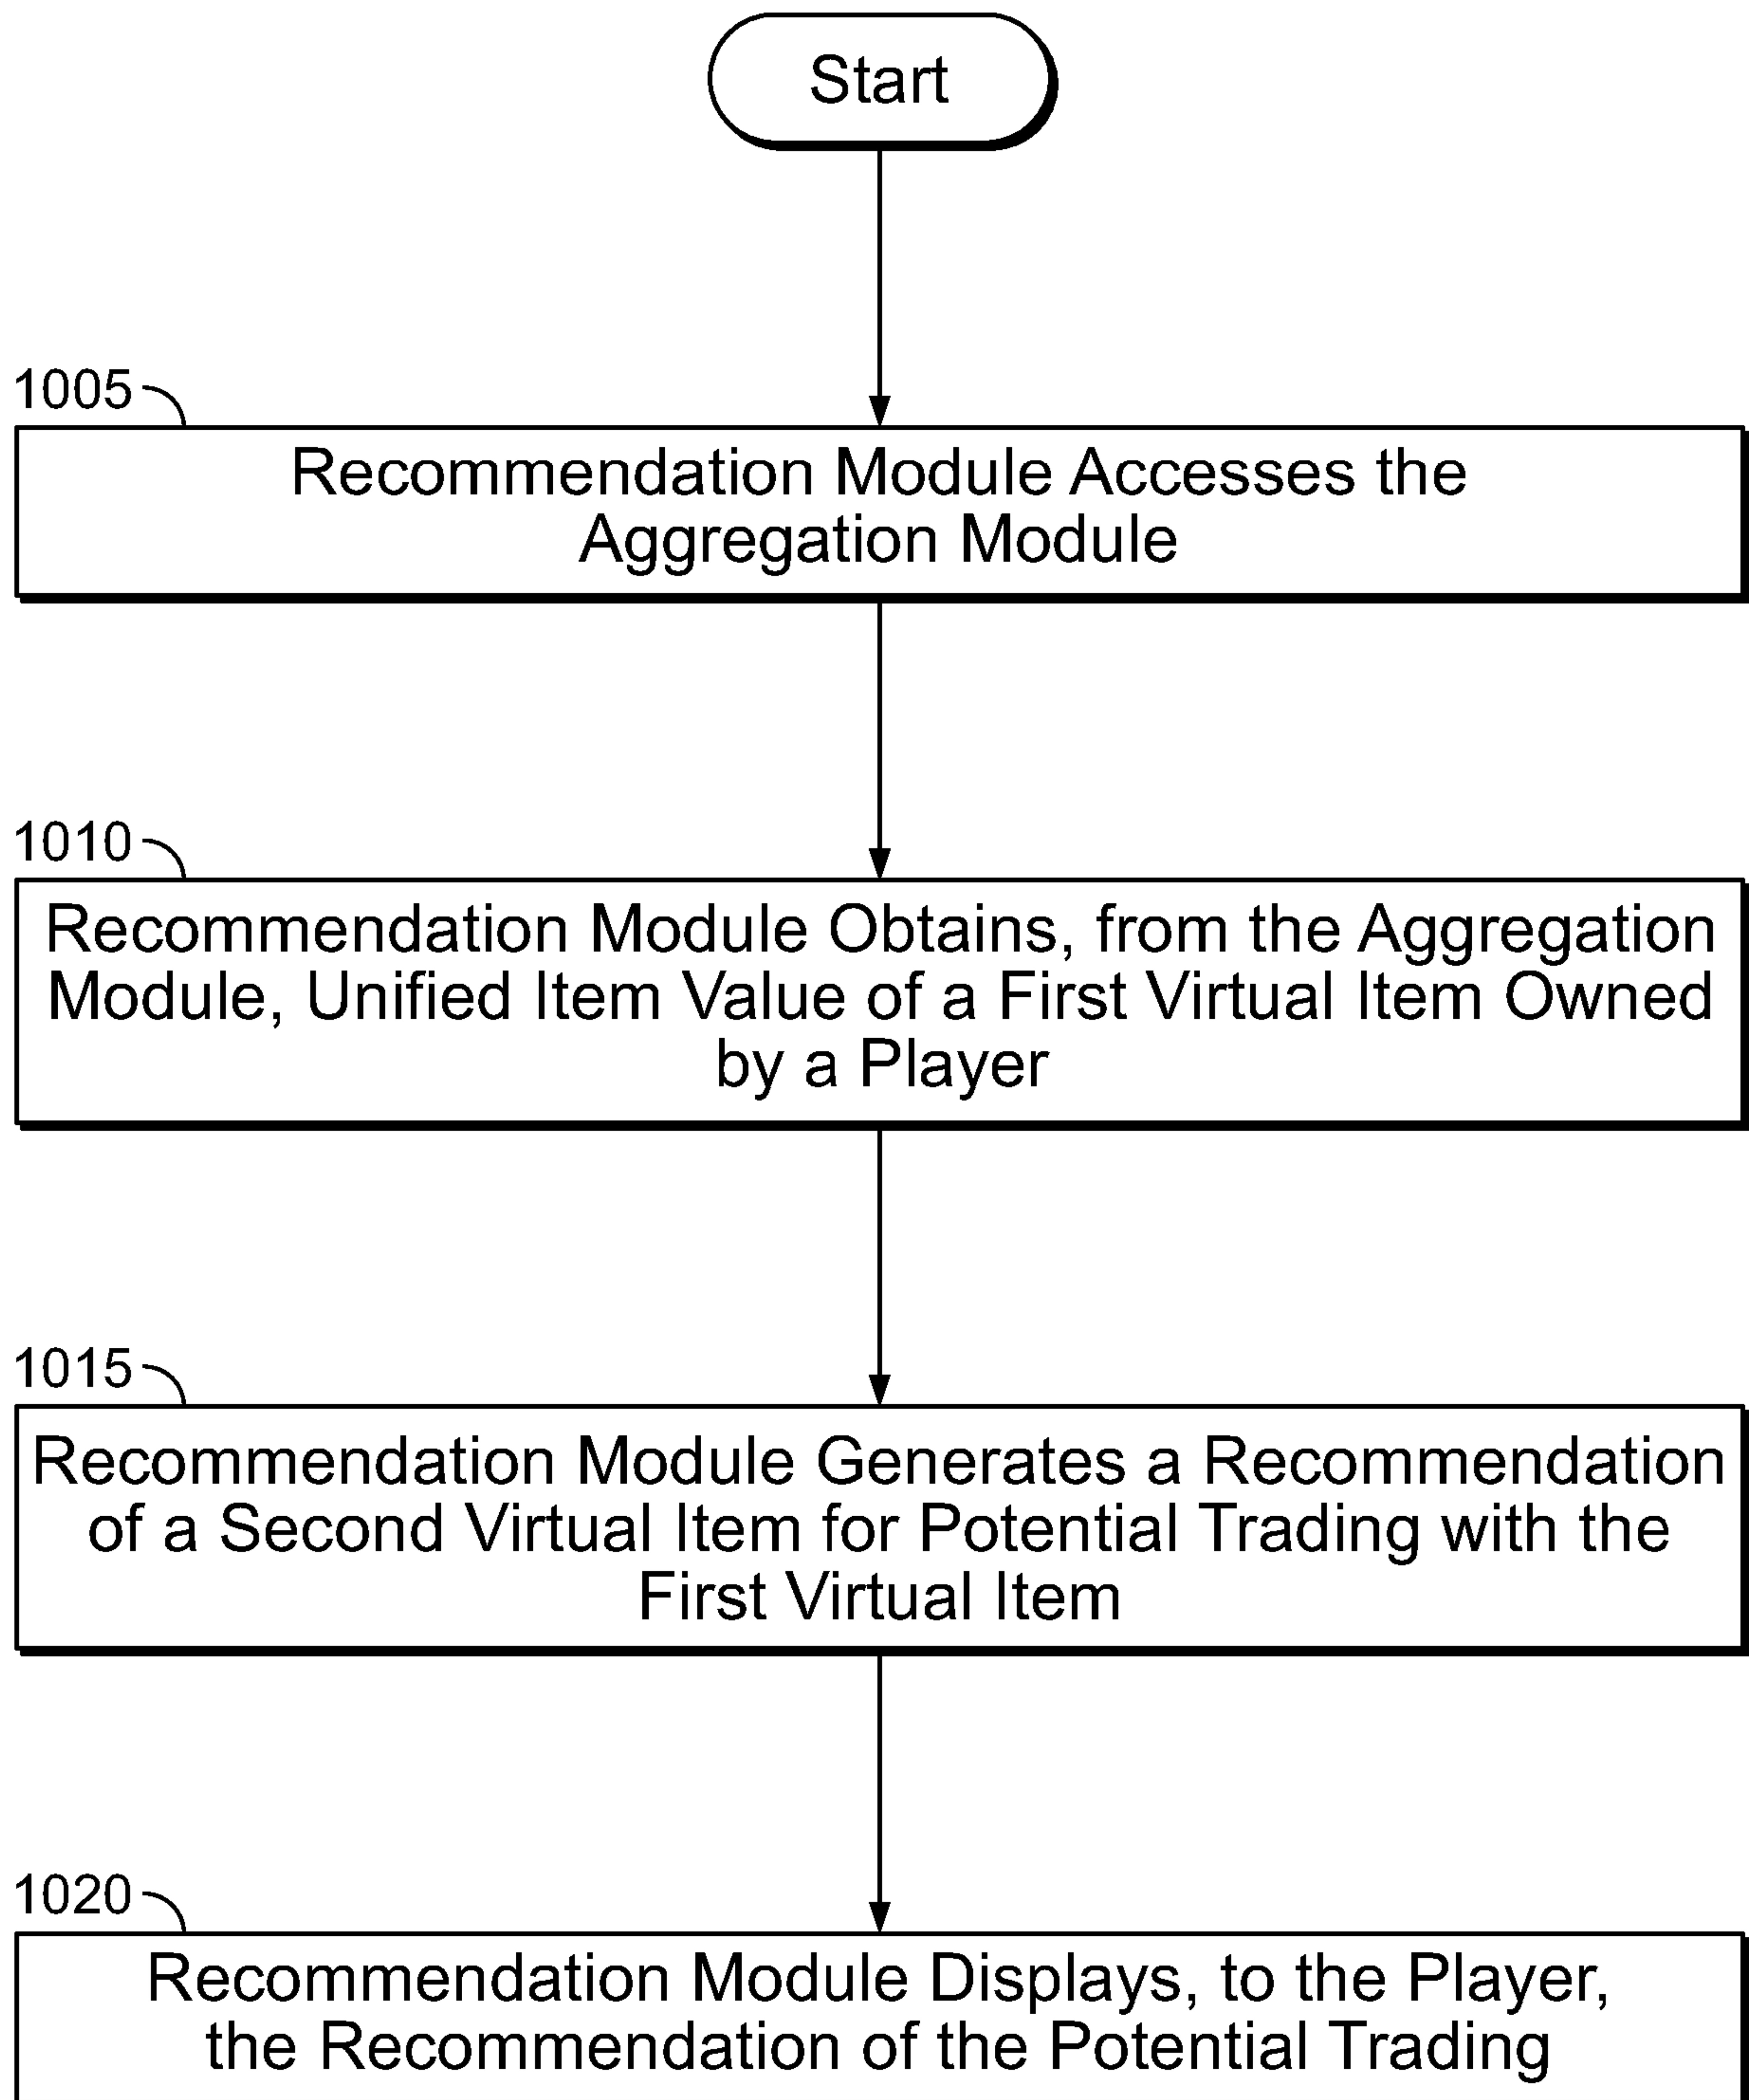 Start
1005
Recommendation Module Accesses the
Aggregation Module
1010
Recommendation Module Obtains, from the Aggregation
Module, Unified Item Value of a First Virtual Item Owned
by a Player
1015
Recommendation Module Generates a Recommendation
of a Second Virtual Item for Potential Trading with the
First Virtual Item
1020
Recommendation Module Displays, to the Player,
the Recommendation of the Potential Trading